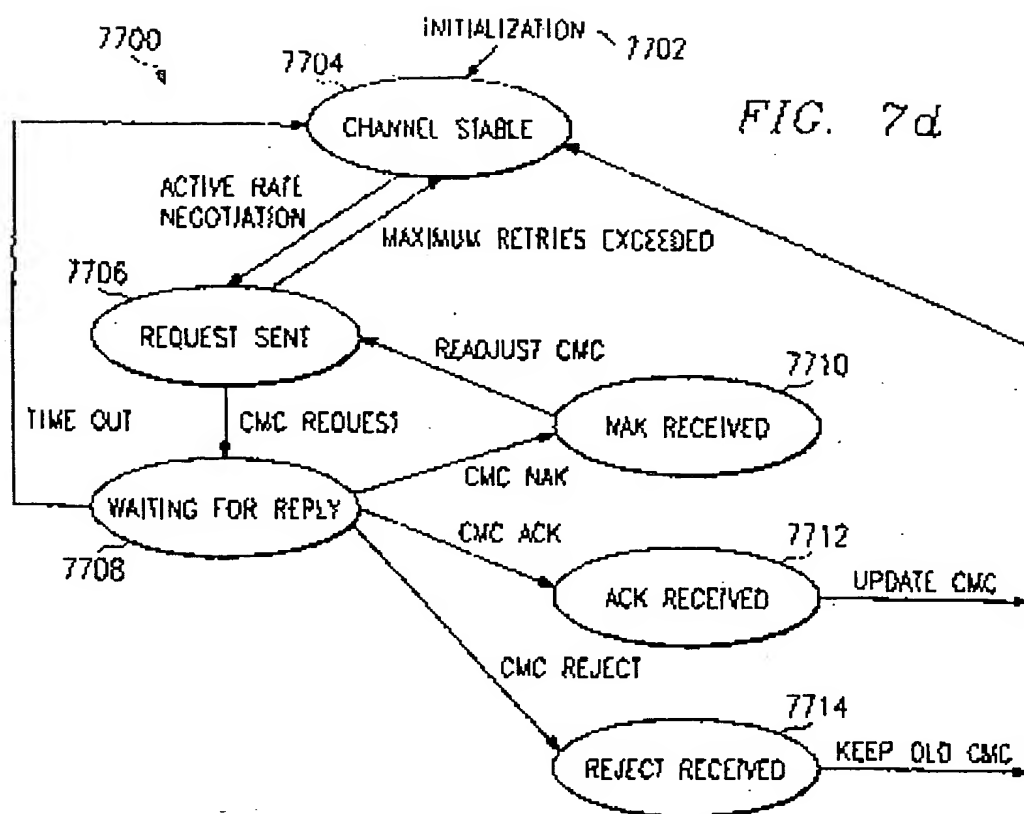 7700
INITIALIZATION
7702
7704
CHANNEL STABLE
FIG. 7d
ACTIVE RATE
NEGOTIATION
MAXIMUM RETRIES EXCEEDED
7706
REQUEST SENT
READJUST CMC
7710
NAK RECEIVED
TIME OUT
CMC REQUEST
CMC NAK
WAITING FOR REPLY
7708
CMC ACK
7712
ACK RECEIVED
UPDATE CMC
CMC REJECT
7714
REJECT RECEIVED
KEEP OLD CMC